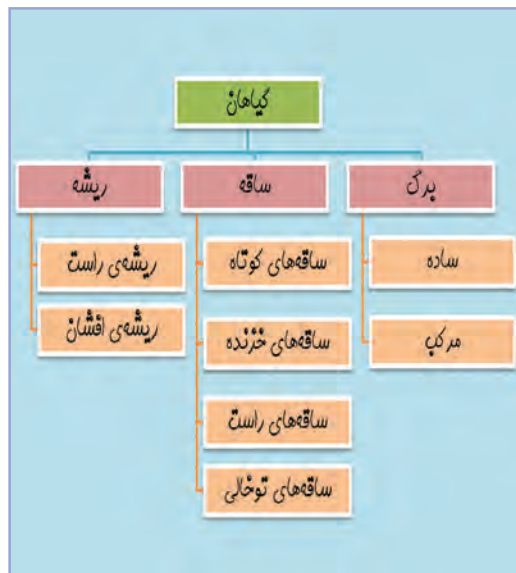 گیاهان
برگ
ساقه
ریشه
ساده
مرکب
ساقه‌های کوتاه
ساقه‌های خزنده
ساقه‌های راست
ساقه‌های توخالی
ریشه‌ی راست
ریشه‌ی افشان